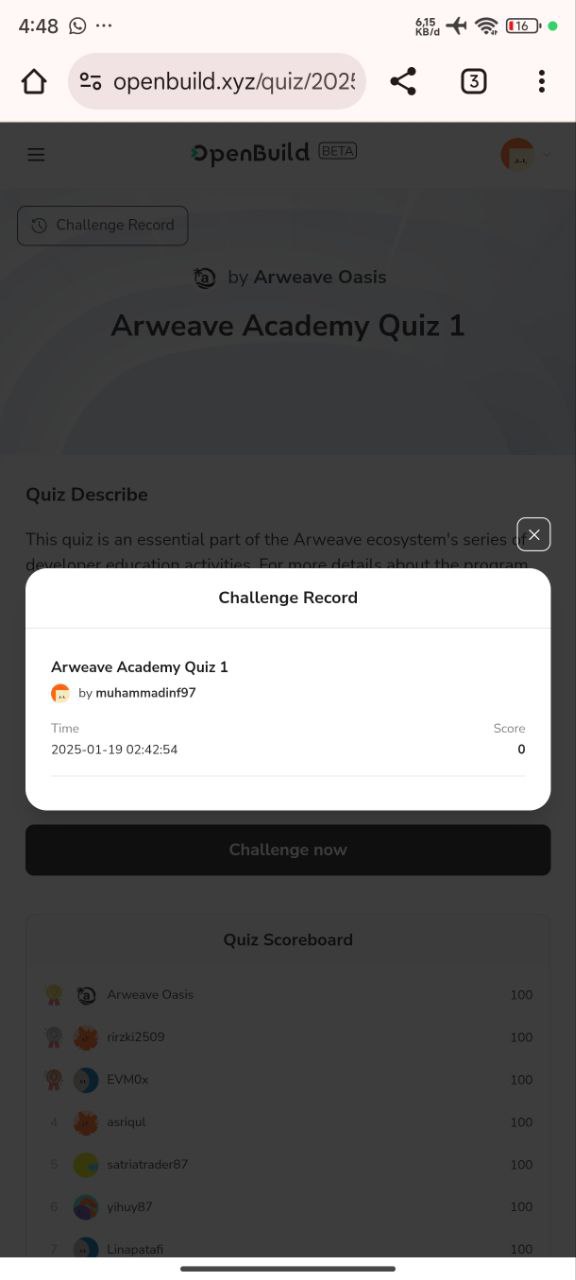 4:48 ... 6,15 KB/d 16
openbuild.xyz/quiz/202 3
OpenBuild BETA
Challenge Record
by Arweave Oasis
Arweave Academy Quiz 1
Quiz Describe
This quiz is an essential part of the Arweave ecosystem's series of
developer education activities. For more details about the program
Challenge Record
Arweave Academy Quiz 1
by muhammadinf97
Time Score
2025-01-19 02:42:54 0
Challenge now
Quiz Scoreboard
Arweave Oasis 100
rirzki2509 100
EVM0x 100
4 asriqul 100
5 satriatrader87 100
6 yihuy87 100
7 Linapatafi 100